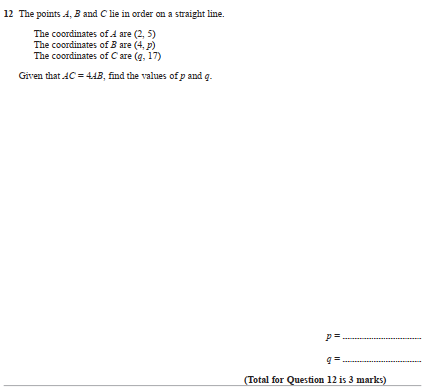 12 The points A, B and C lie in order on a straight line.
The coordinates of A are (2, 5)
The coordinates of B are (4, p)
The coordinates of C are (q, 17)
Given that AC = 4AB, find the values of p and q.
p = ..............................
q = ..............................
(Total for Question 12 is 3 marks)